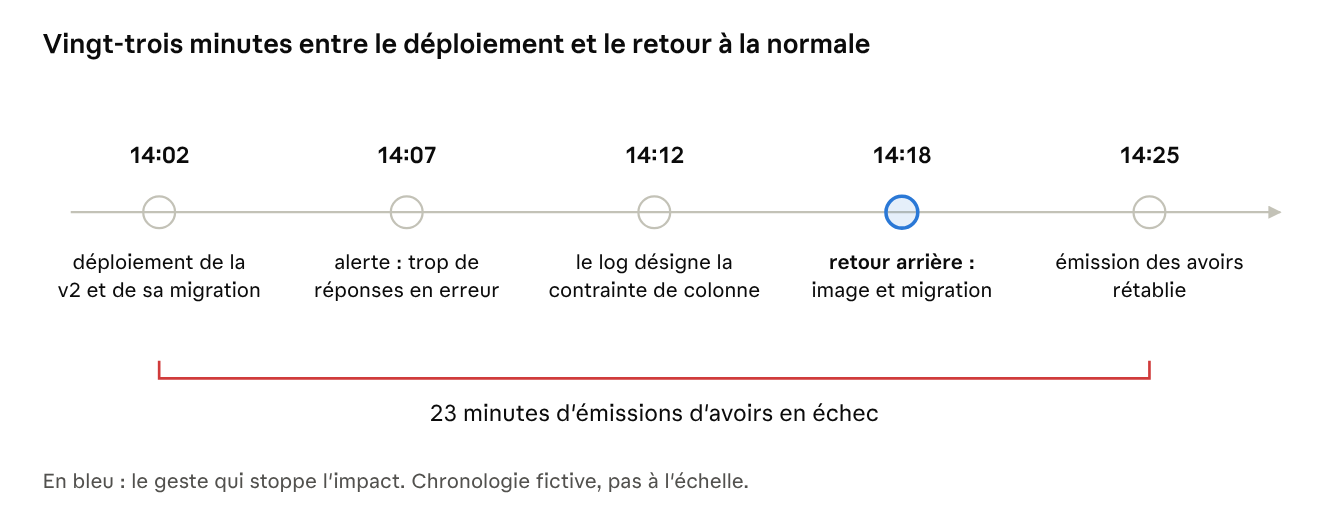 Vingt-trois minutes entre le déploiement et le retour à la normale
14:02
14:07
14:12
14:18
14:25
déploiement de la
v2 et de sa migration
alerte : trop de
réponses en erreur
le log désigne la
contrainte de colonne
retour arrière :
image et migration
émission des avoirs
rétablie
23 minutes d'émissions d'avoirs en échec
En bleu : le geste qui stoppe l'impact. Chronologie fictive, pas à l'échelle.